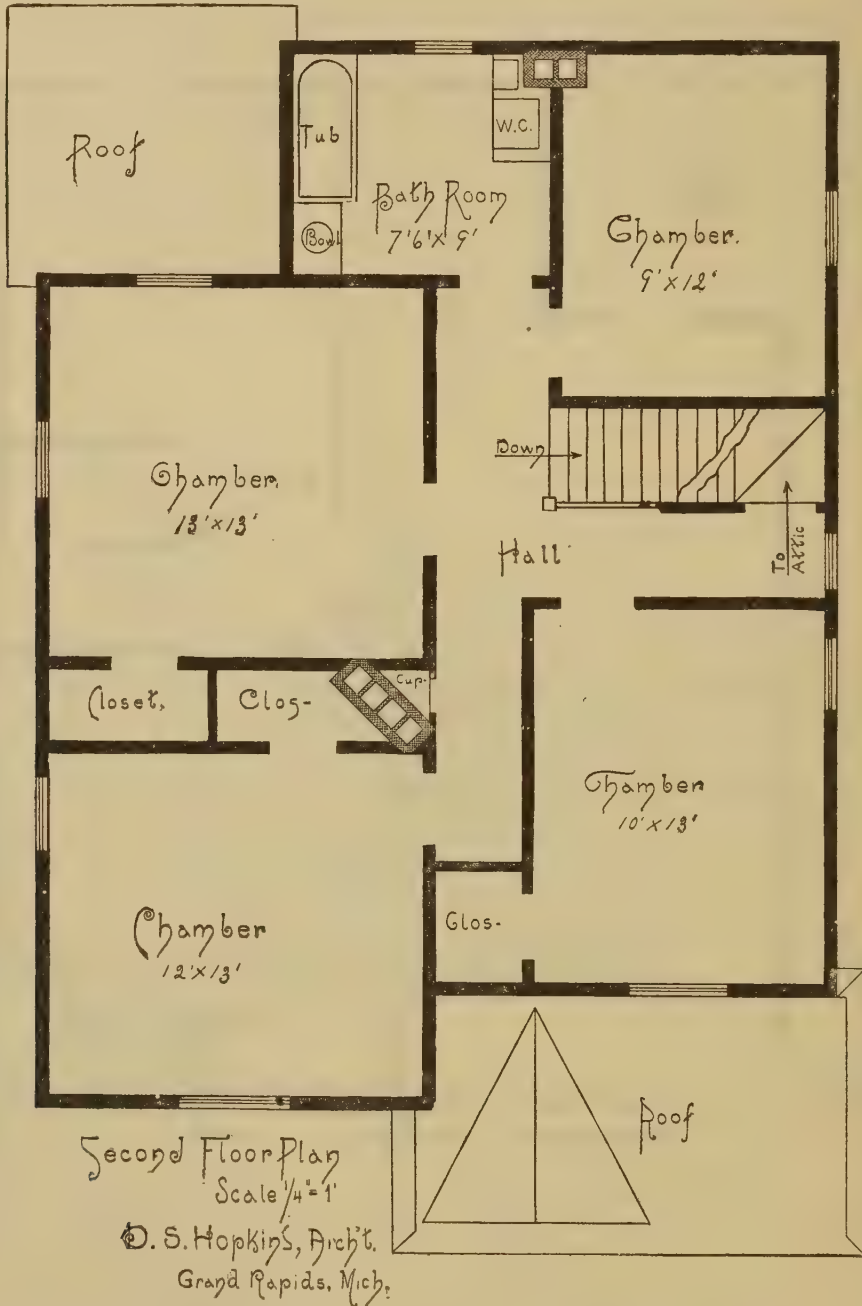 Roof
Tub
W.C.
Bath Room
7'6'x 9'
Bowl
Chamber.
9'x12'
Down
Chamber.
13'x13'
Hall
To
Attic
Closet.
Clos-
Cup-
Chamber
10'x13'
Chamber
12'x13'
Clos-
Roof
Second Floor Plan
Scale 1/4"=1'
D. S. Hopkins, Arch't.
Grand Rapids, Mich.